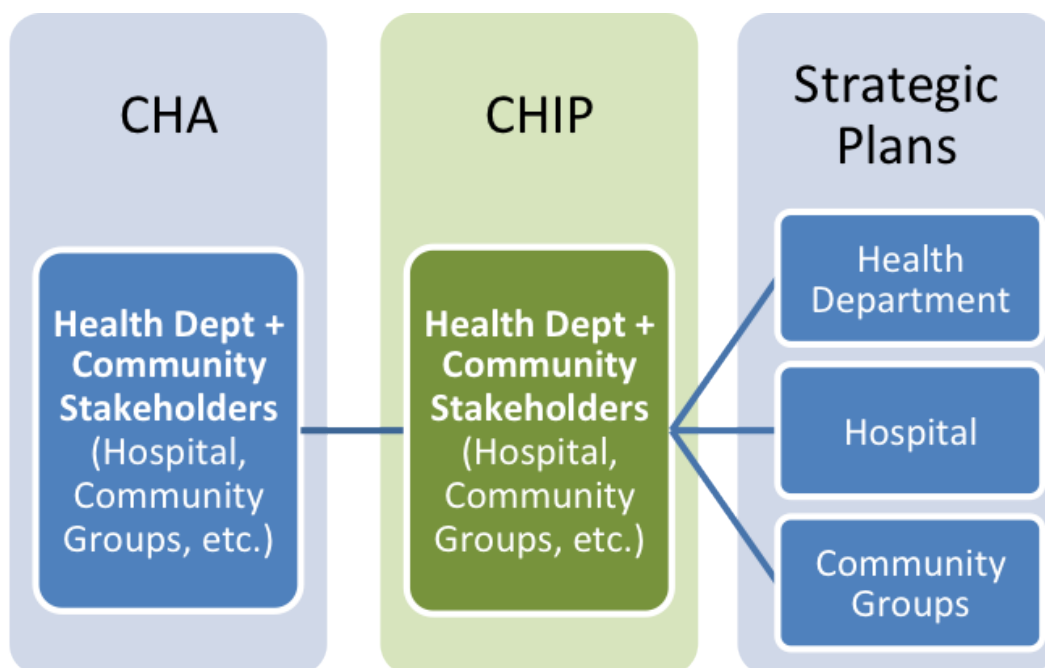 CHA
Health Dept +
Community
Stakeholders
(Hospital,
Community
Groups, etc.)
CHIP
Health Dept +
Community
Stakeholders
(Hospital,
Community
Groups, etc.)
Strategic
Plans
Health
Department
Hospital
Community
Groups